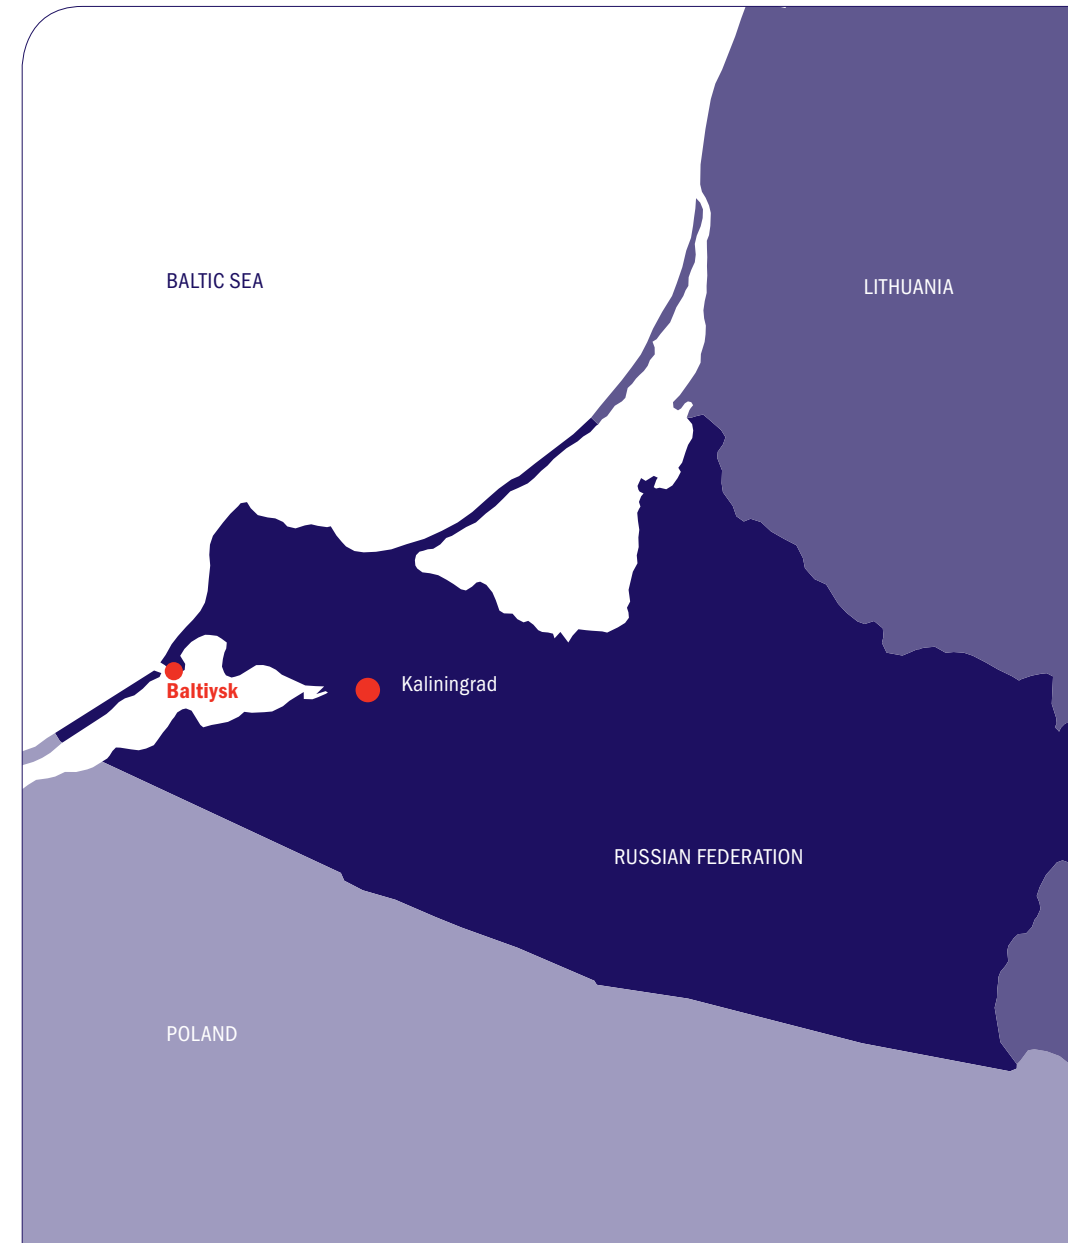 BALTIC SEA
LITHUANIA
Kaliningrad
Baltiysk
RUSSIAN FEDERATION
POLAND